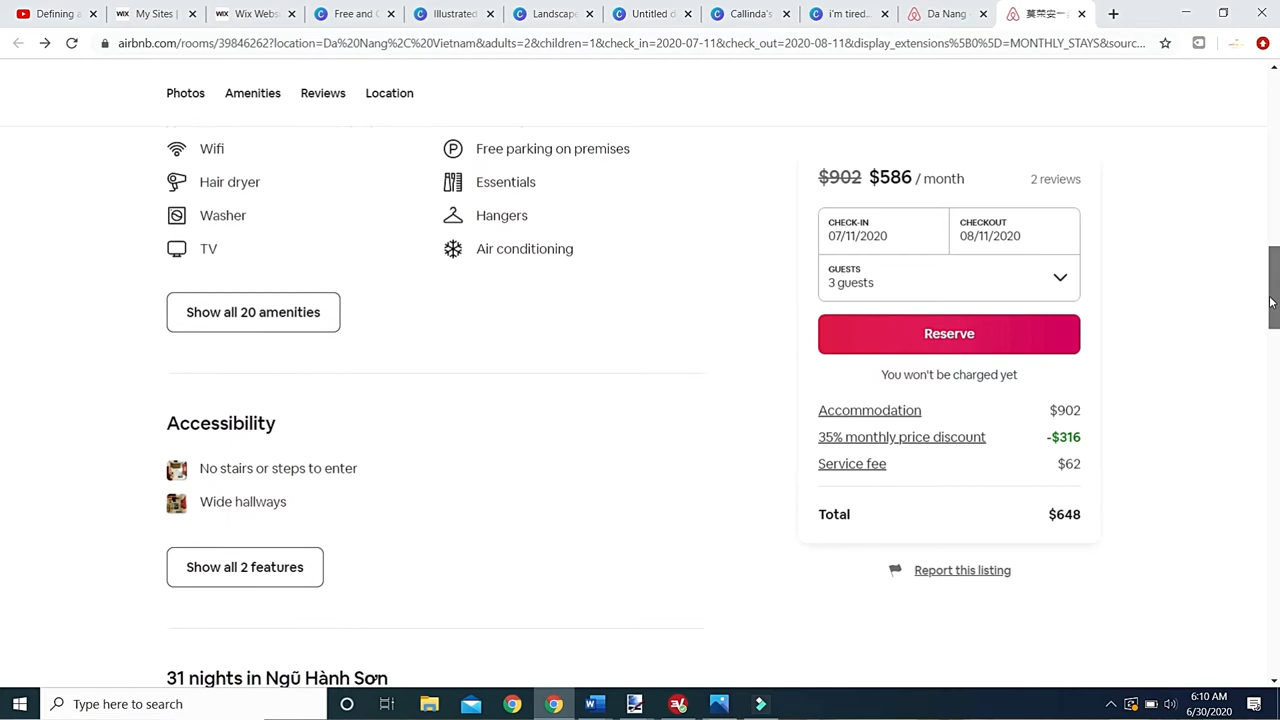 Defining a
My Sites |
Wix Webs
Free and C
Illustrated
Landscape
Untitled d
Callinda's
i'm tired...
Da Nang
莫荣安一
airbnb.com/rooms/39846262?location=Da%20Nang%2C%20Vietnam&adults=2&children=1&check_in=2020-07-11&check_out=2020-08-11&display_extensions%5B0%5D=MONTHLY_STAYS&sourc...
Photos Amenities Reviews Location
Wifi Free parking on premises
Hair dryer Essentials
Washer Hangers
TV Air conditioning
Show all 20 amenities
Accessibility
No stairs or steps to enter
Wide hallways
Show all 2 features
31 nights in Ngũ Hành Sơn
$902 $586 / month 2 reviews
CHECK-IN CHECKOUT
07/11/2020 08/11/2020
GUESTS
3 guests
Reserve
You won't be charged yet
Accommodation $902
35% monthly price discount -$316
Service fee $62
Total $648
Report this listing
Type here to search
6:10 AM
6/30/2020